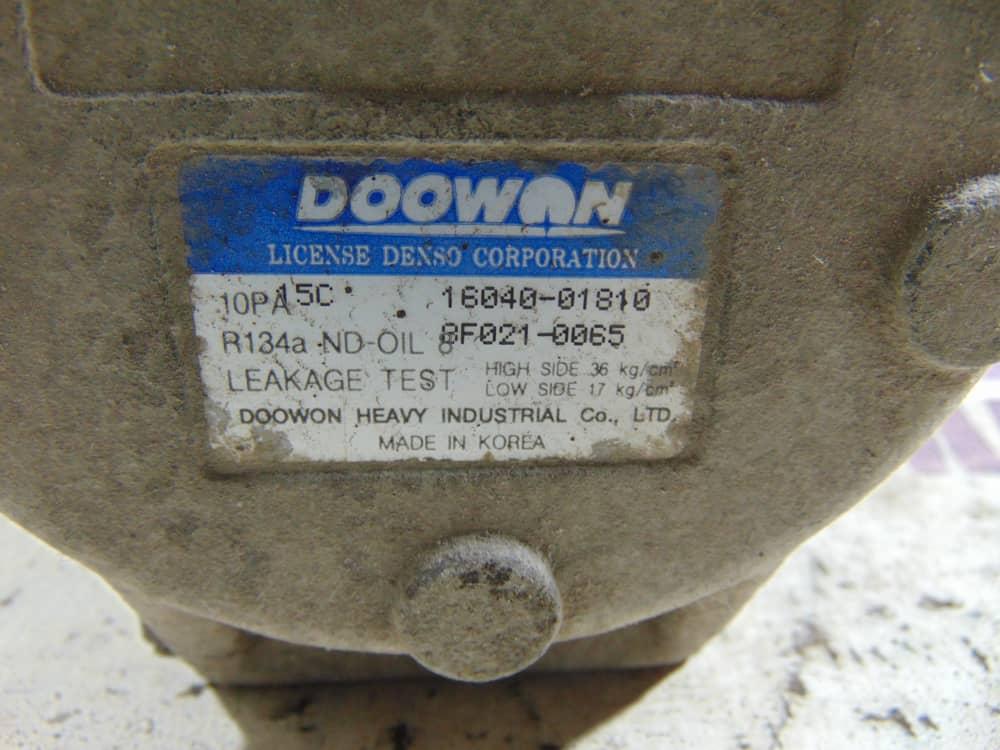 DOOWON
LICENSE DENSO CORPORATION
10PA15C 16040-01810
R134a ND-OIL 8 8F021-0065
LEAKAGE TEST HIGH SIDE 36 kg/cm²
LOW SIDE 17 kg/cm²
DOOWON HEAVY INDUSTRIAL Co., LTD.
MADE IN KOREA